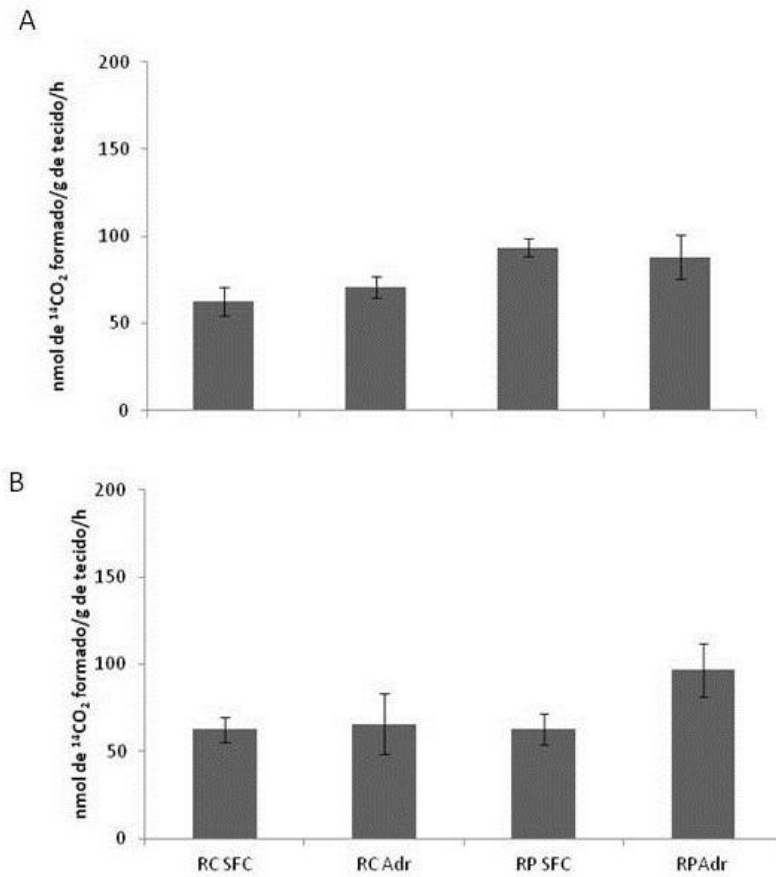 A
nmol de ¹⁴CO₂ formado/g de tecido/h
200
150
100
50
0
B
nmol de ¹⁴CO₂ formado/g de tecido/h
200
150
100
50
0
RC SFC
RC Adr
RP SFC
RPAdr